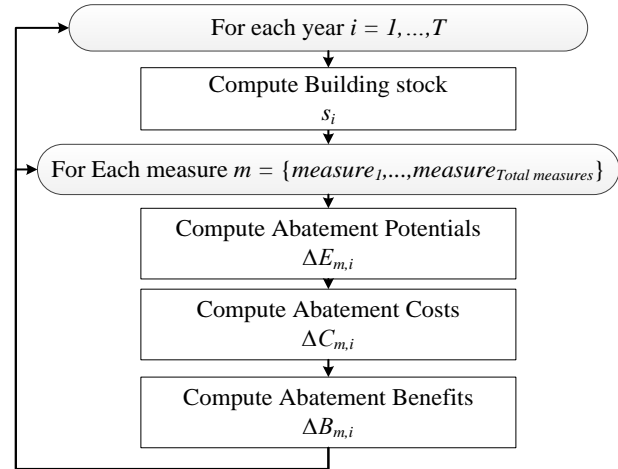 For each year i = 1,...,T
Compute Building stock
s_i
For Each measure m = {measure_1,...,measure_Total measures}
Compute Abatement Potentials
ΔE_m,i
Compute Abatement Costs
ΔC_m,i
Compute Abatement Benefits
ΔB_m,i